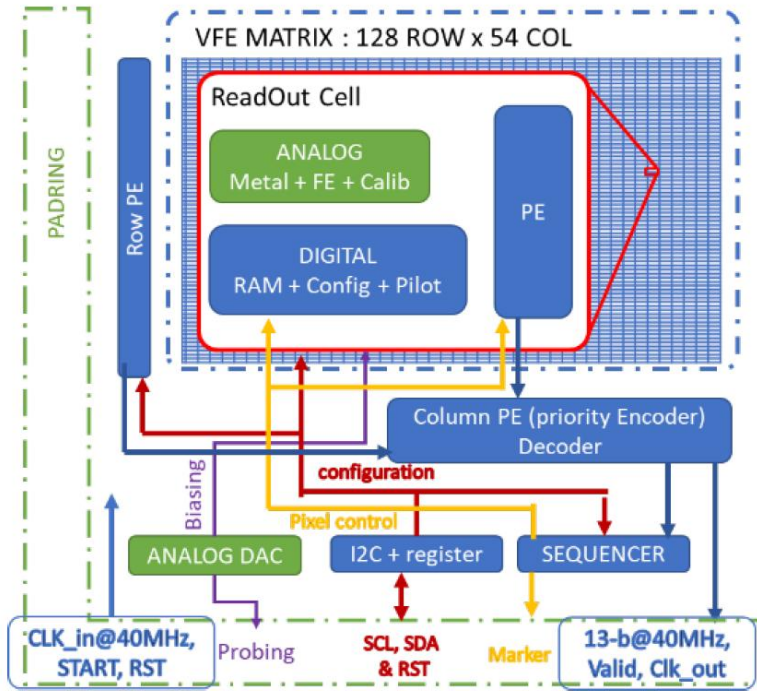 VFE MATRIX : 128 ROW x 54 COL
ReadOut Cell
PADRING
Row PE
ANALOG
Metal + FE + Calib
PE
DIGITAL
RAM + Config + Pilot
Column PE (priority Encoder)
Decoder
Biasing
configuration
Pixel control
ANALOG DAC
I2C + register
SEQUENCER
CLK_in@40MHz,
START, RST
Probing
SCL, SDA
& RST
Marker
13-b@40MHz,
Valid, Clk_out